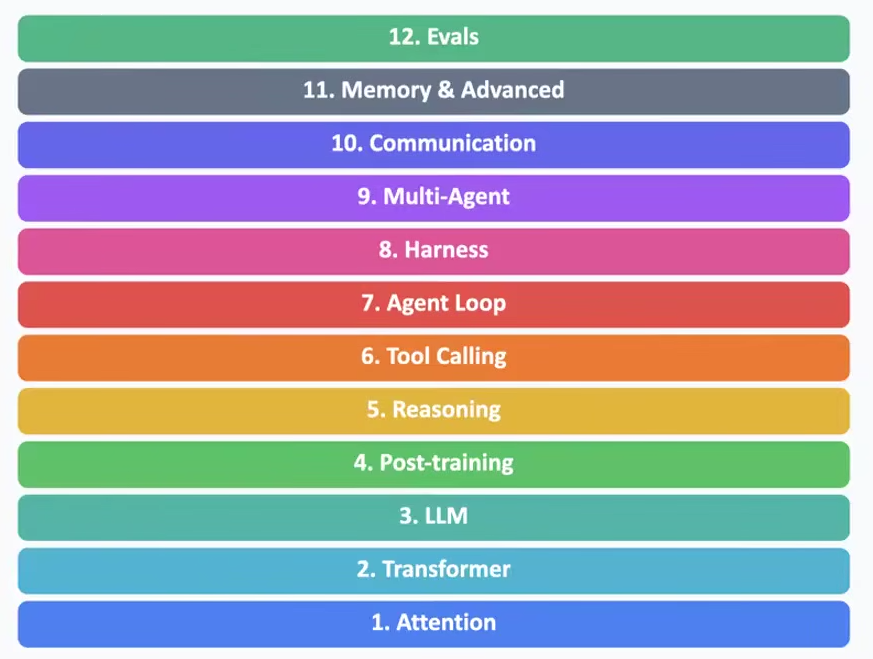 12. Evals
11. Memory & Advanced
10. Communication
9. Multi-Agent
8. Harness
7. Agent Loop
6. Tool Calling
5. Reasoning
4. Post-training
3. LLM
2. Transformer
1. Attention